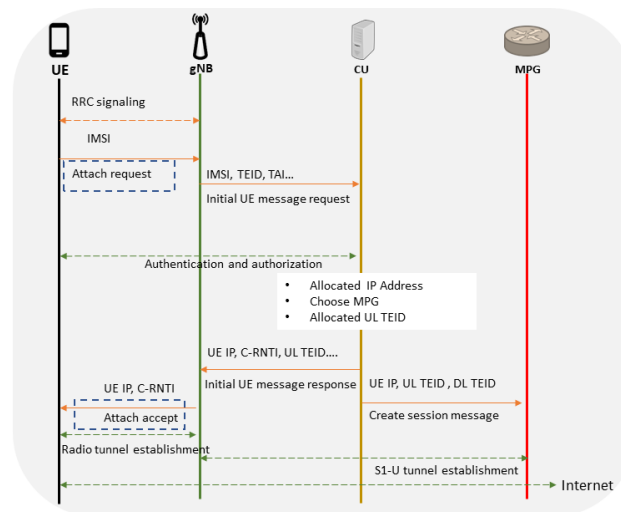 UE
gNB
CU
MPG
RRC signaling
IMSI
Attach request
IMSI, TEID, TAI...
Initial UE message request
Authentication and authorization
• Allocated IP Address
• Choose MPG
• Allocated UL TEID
UE IP, C-RNTI, UL TEID....
Initial UE message response
UE IP, UL TEID , DL TEID
Create session message
UE IP, C-RNTI
Attach accept
Radio tunnel establishment
S1-U tunnel establishment
Internet